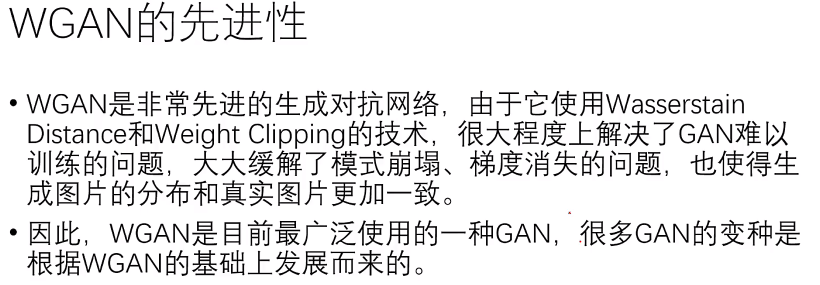 WGAN的先进性
• WGAN是非常先进的生成对抗网络，由于它使用Wasserstain
Distance和Weight Clipping的技术，很大程度上解决了GAN难以
训练的问题，大大缓解了模式崩塌、梯度消失的问题，也使得生
成图片的分布和真实图片更加一致。
• 因此，WGAN是目前最广泛使用的一种GAN，很多GAN的变种是
根据WGAN的基础上发展而来的。